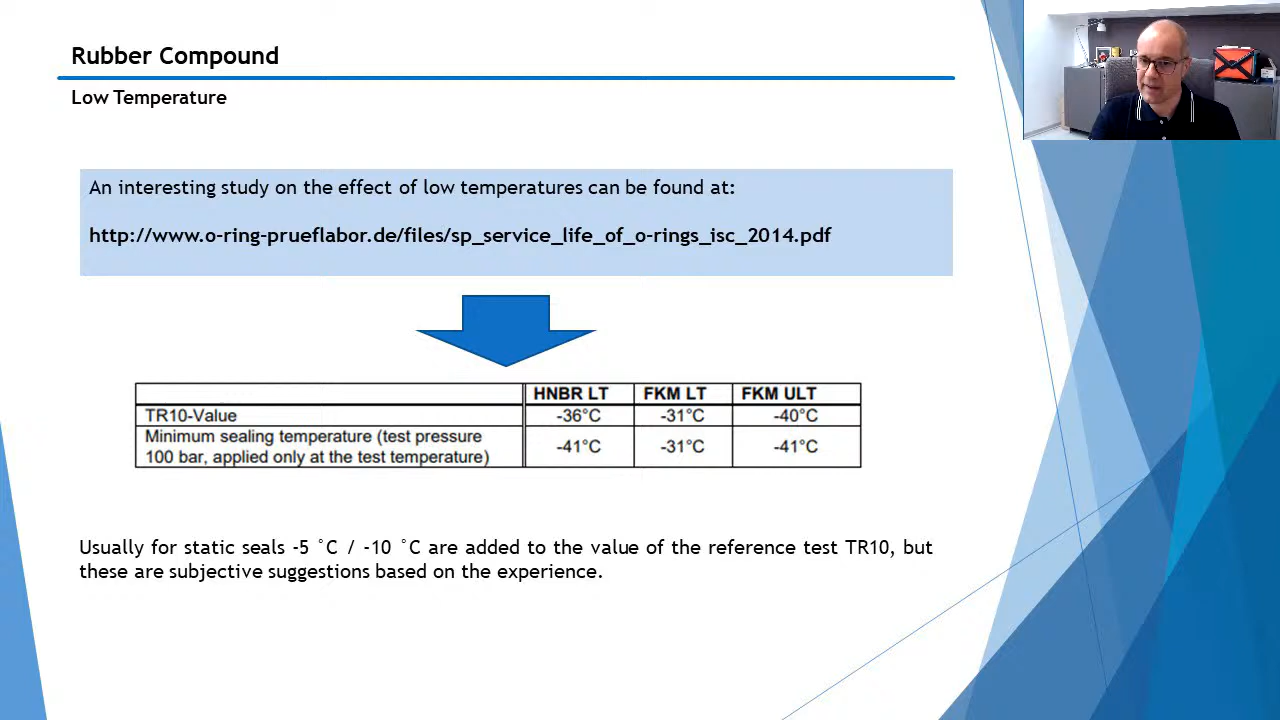 Rubber Compound
Low Temperature
An interesting study on the effect of low temperatures can be found at:
http://www.o-ring-prueflabor.de/files/sp_service_life_of_o-rings_isc_2014.pdf
HNBR LT FKM LT FKM ULT
TR10-Value -36°C -31°C -40°C
Minimum sealing temperature (test pressure
100 bar, applied only at the test temperature) -41°C -31°C -41°C
Usually for static seals -5 °C / -10 °C are added to the value of the reference test TR10, but
these are subjective suggestions based on the experience.